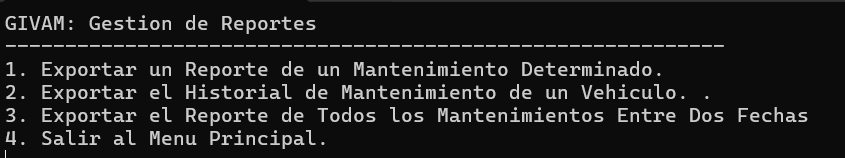 GIVAM: Gestion de Reportes
------------------------------------------------------------
1. Exportar un Reporte de un Mantenimiento Determinado.
2. Exportar el Historial de Mantenimiento de un Vehiculo. .
3. Exportar el Reporte de Todos los Mantenimientos Entre Dos Fechas
4. Salir al Menu Principal.